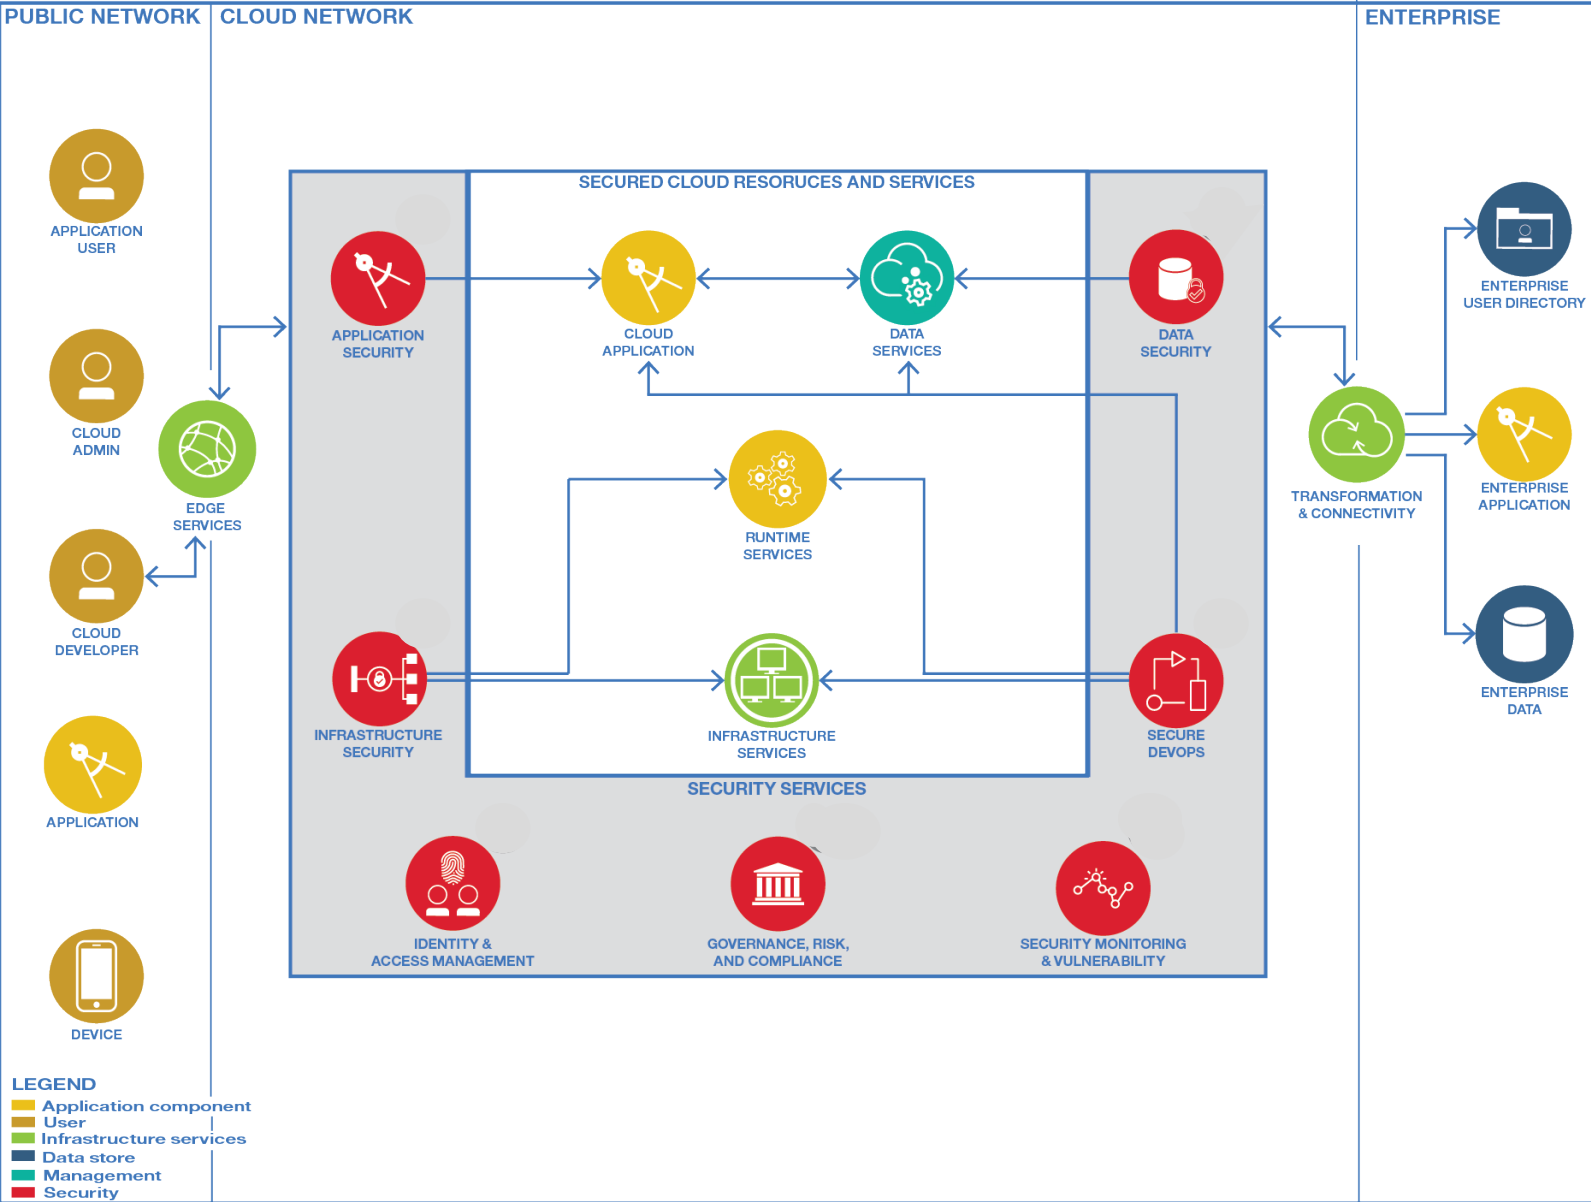 PUBLIC NETWORK
CLOUD NETWORK
ENTERPRISE
APPLICATION
USER
CLOUD
ADMIN
EDGE
SERVICES
CLOUD
DEVELOPER
APPLICATION
DEVICE
SECURED CLOUD RESORUCES AND SERVICES
APPLICATION
SECURITY
CLOUD
APPLICATION
DATA
SERVICES
DATA
SECURITY
RUNTIME
SERVICES
INFRASTRUCTURE
SECURITY
INFRASTRUCTURE
SERVICES
SECURE
DEVOPS
SECURITY SERVICES
IDENTITY &
ACCESS MANAGEMENT
GOVERNANCE, RISK,
AND COMPLIANCE
SECURITY MONITORING
& VULNERABILITY
TRANSFORMATION
& CONNECTIVITY
ENTERPRISE
USER DIRECTORY
ENTERPRISE
APPLICATION
ENTERPRISE
DATA
LEGEND
Application component
User
Infrastructure services
Data store
Management
Security